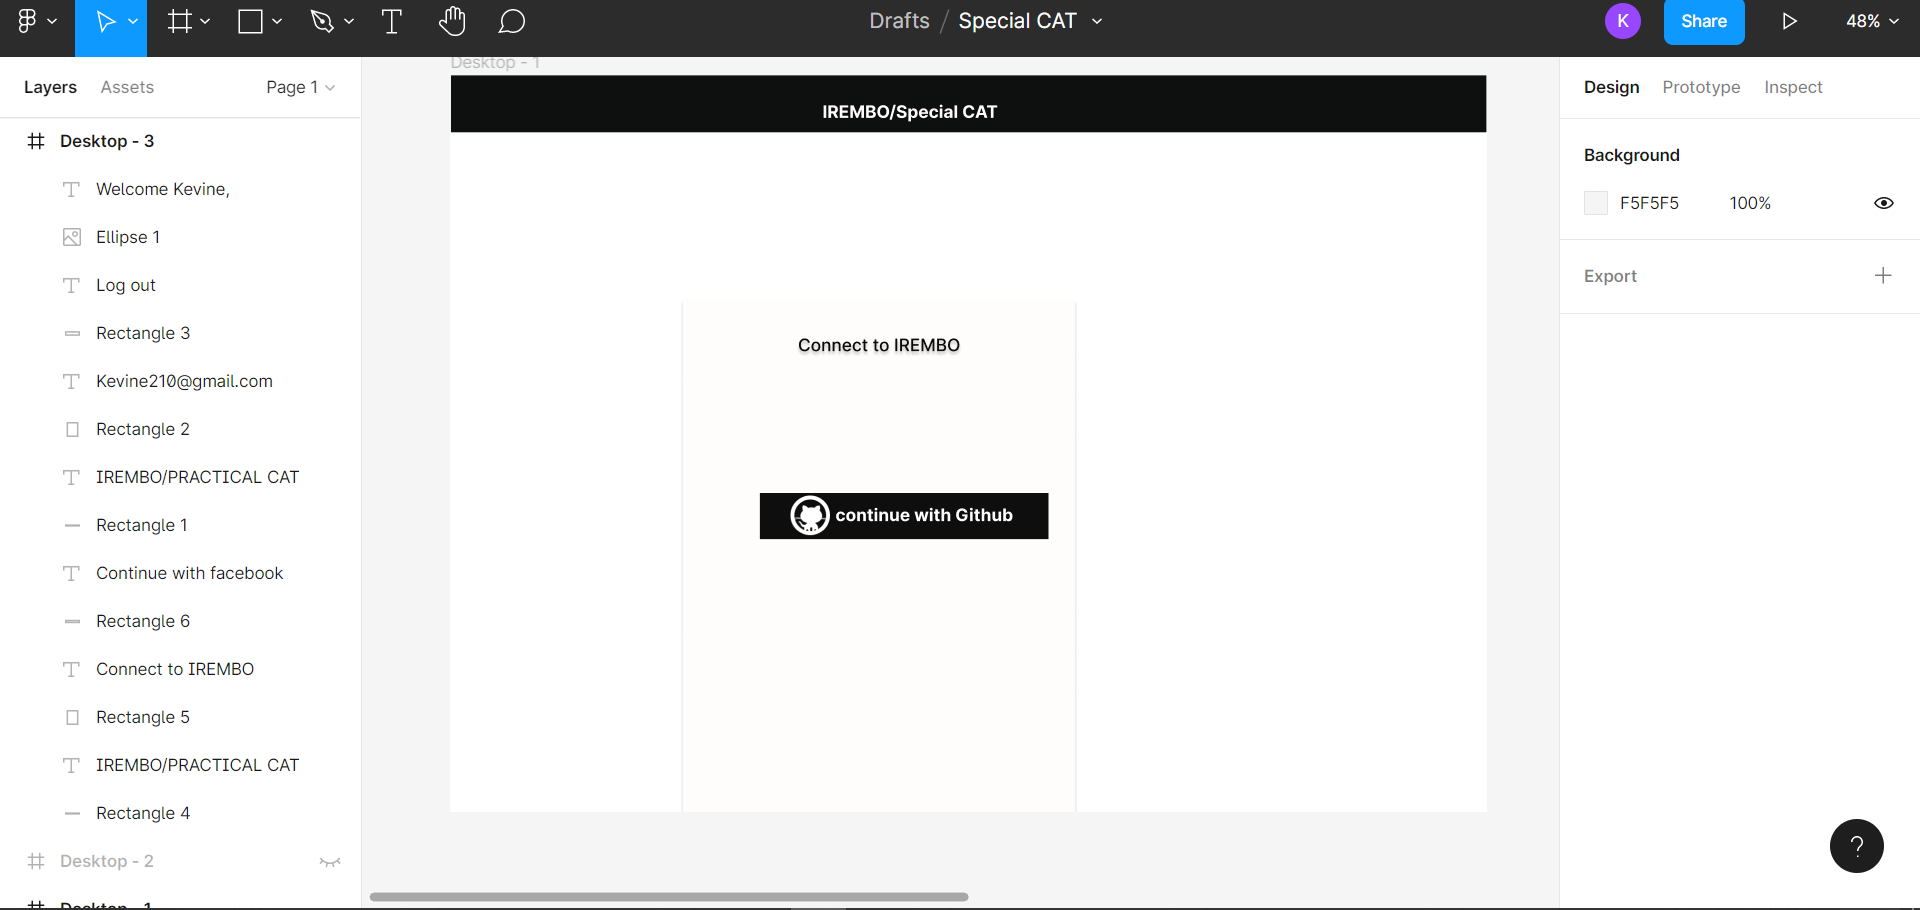 Drafts / Special CAT
K
Share
48%
Layers
Assets
Page 1
Desktop - 3
Welcome Kevine,
Ellipse 1
Log out
Rectangle 3
Kevine210@gmail.com
Rectangle 2
IREMBO/PRACTICAL CAT
Rectangle 1
Continue with facebook
Rectangle 6
Connect to IREMBO
Rectangle 5
IREMBO/PRACTICAL CAT
Rectangle 4
Desktop - 2
Desktop - 1
Desktop - 1
IREMBO/Special CAT
Connect to IREMBO
continue with Github
Design
Prototype
Inspect
Background
F5F5F5
100%
Export
?